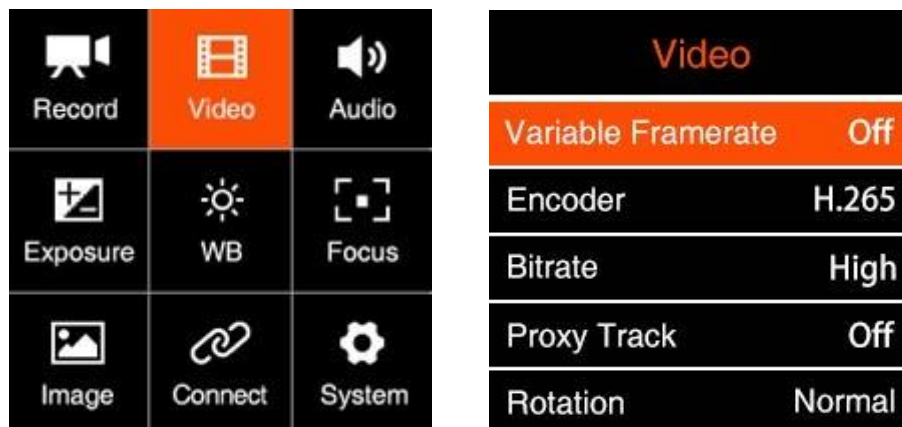 Record Video Audio
Exposure WB Focus
Image Connect System
Video
Variable Framerate Off
Encoder H.265
Bitrate High
Proxy Track Off
Rotation Normal